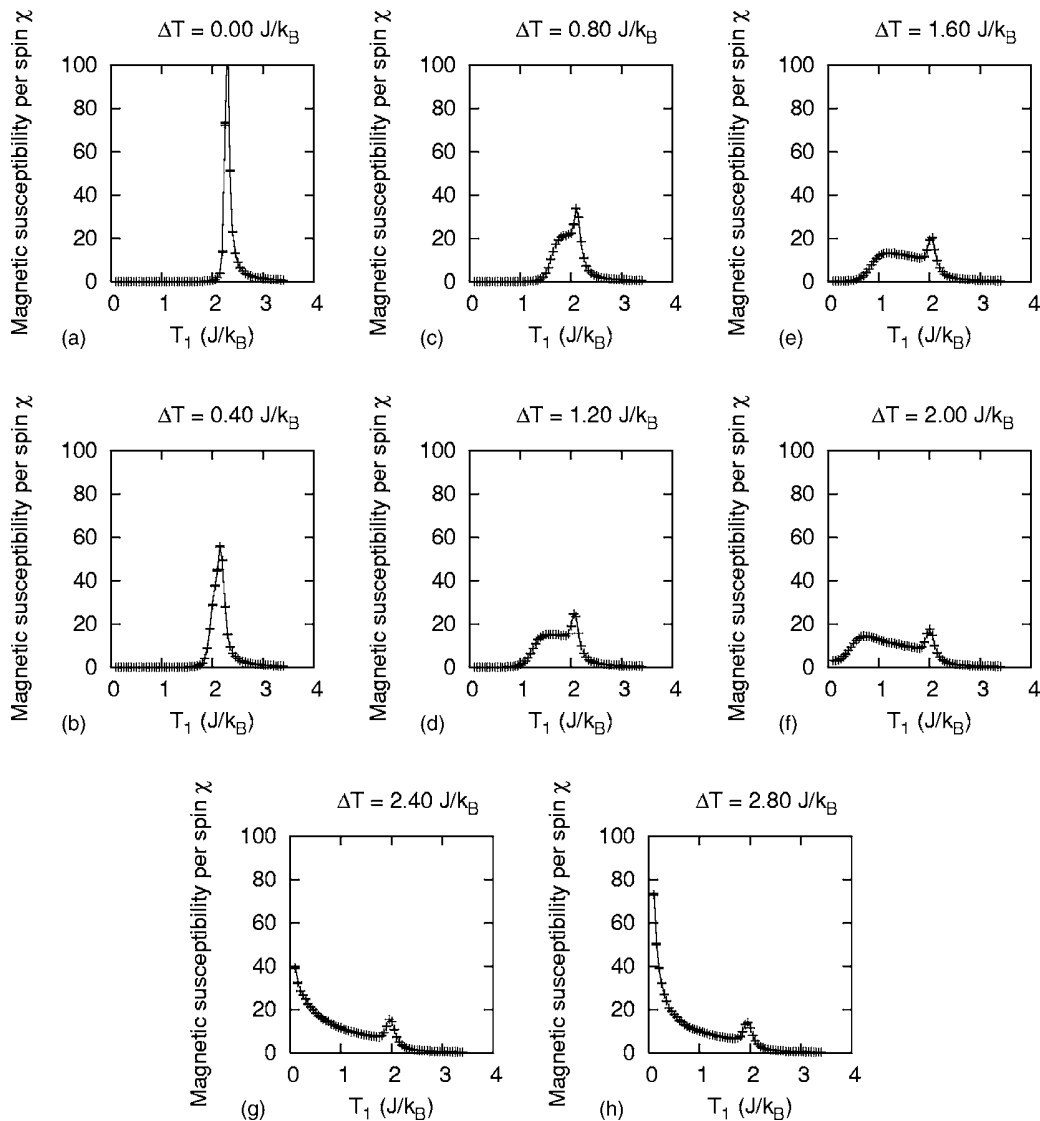 ΔT = 0.00 J/k_B
Magnetic susceptibility per spin χ
100
80
60
40
20
0
0 1 2 3 4
(a)
T_1 (J/k_B)
ΔT = 0.80 J/k_B
Magnetic susceptibility per spin χ
100
80
60
40
20
0
0 1 2 3 4
(c)
T_1 (J/k_B)
ΔT = 1.60 J/k_B
Magnetic susceptibility per spin χ
100
80
60
40
20
0
0 1 2 3 4
(e)
T_1 (J/k_B)
ΔT = 0.40 J/k_B
Magnetic susceptibility per spin χ
100
80
60
40
20
0
0 1 2 3 4
(b)
T_1 (J/k_B)
ΔT = 1.20 J/k_B
Magnetic susceptibility per spin χ
100
80
60
40
20
0
0 1 2 3 4
(d)
T_1 (J/k_B)
ΔT = 2.00 J/k_B
Magnetic susceptibility per spin χ
100
80
60
40
20
0
0 1 2 3 4
(f)
T_1 (J/k_B)
ΔT = 2.40 J/k_B
Magnetic susceptibility per spin χ
100
80
60
40
20
0
0 1 2 3 4
(g)
T_1 (J/k_B)
ΔT = 2.80 J/k_B
Magnetic susceptibility per spin χ
100
80
60
40
20
0
0 1 2 3 4
(h)
T_1 (J/k_B)